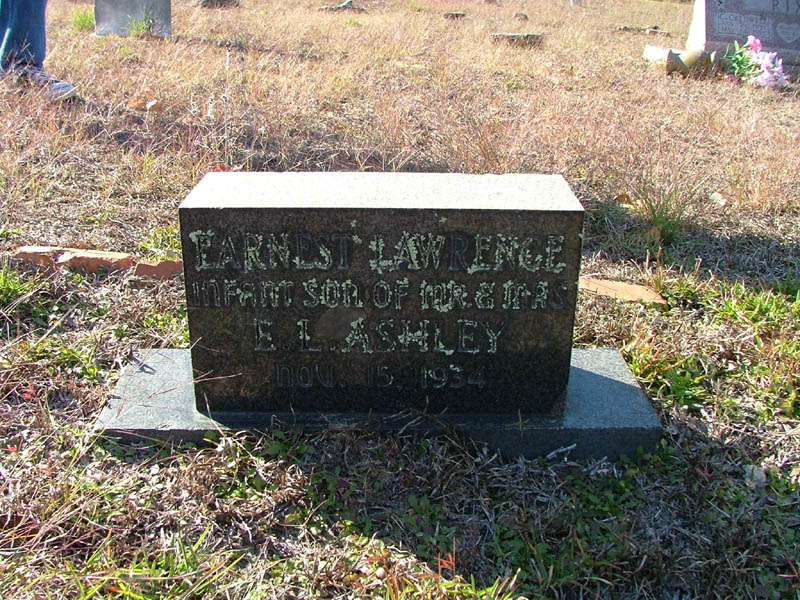 EARNEST LAWRENCE
INFANT SON OF MR. & MRS
E. L. ASHLEY
NOV. 15, 1934